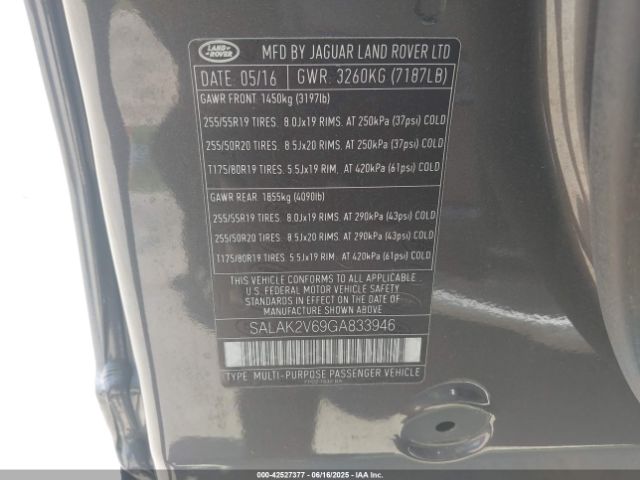 LAND ROVER
MFD BY JAGUAR LAND ROVER LTD
DATE: 05/16 GWR: 3260KG (7187LB)
GAWR FRONT 1450kg (3197lb)
255/55R19 TIRES. 8.0Jx19 RIMS. AT 250kPa (37psi) COLD
255/50R20 TIRES. 8.5Jx20 RIMS. AT 250kPa (37psi) COLD
T175/80R19 TIRES. 5.5Jx19 RIM, AT 420kPa (61psi) COLD
GAWR REAR 1855kg (4090lb)
255/55R19 TIRES. 8.0Jx19 RIMS. AT 290kPa (43psi) COLD
255/50R20 TIRES. 8.5Jx20 RIMS. AT 290kPa (43psi) COLD
T175/80R19 TIRES. 5.5Jx19 RIM. AT 420kPa (61psi) COLD
THIS VEHICLE CONFORMS TO ALL APPLICABLE
U.S. FEDERAL MOTOR VEHICLE SAFETY
STANDARDS IN EFFECT ON THE DATE OF
MANUFACTURE SHOWN ABOVE
SALAK2V69GA833946
TYPE: MULTI-PURPOSE PASSENGER VEHICLE
00-42527377 - 06/16/2025 - IAAI.COM